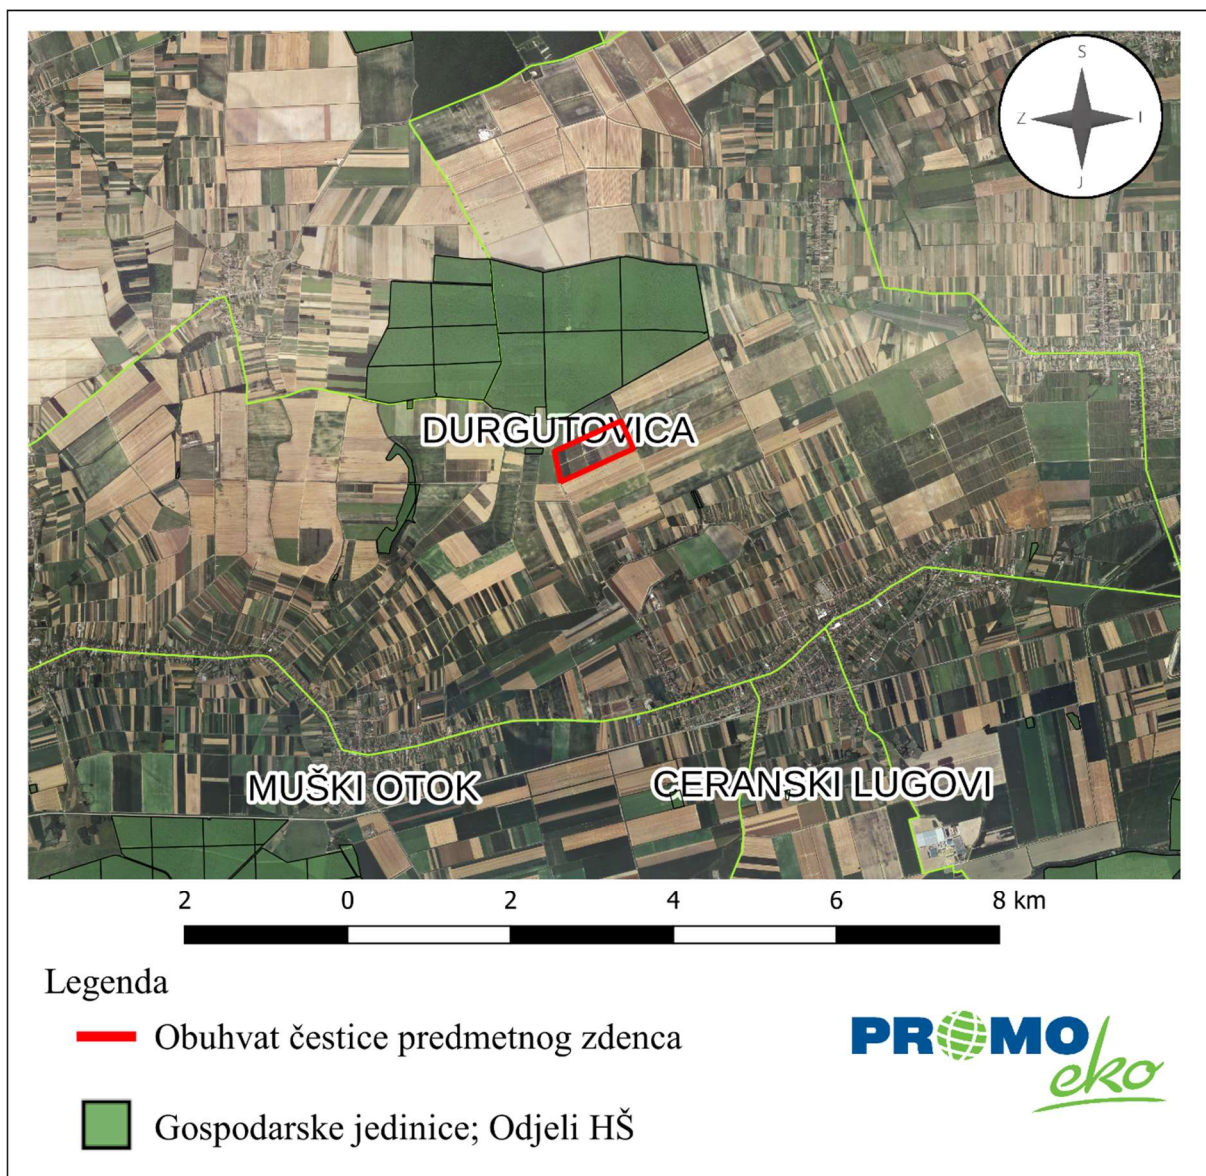 S
Z I
J
DURGUTOVICA
MUŠKI OTOK
CERANSKI LUGOVI
2 0 2 4 6 8 km
Legenda
Obuhvat čestice predmetnog zdenca
Gospodarske jedinice; Odjeli HŠ
PROMO
eko